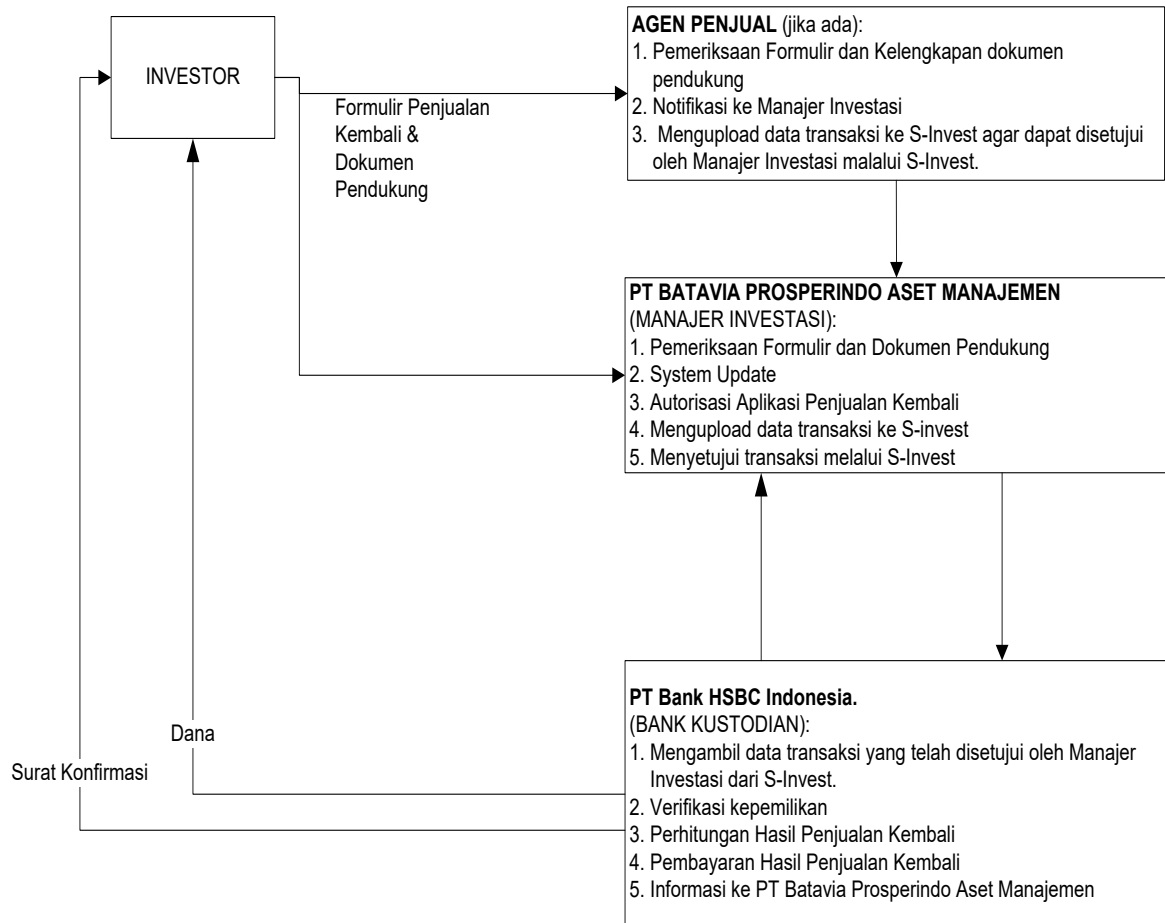 INVESTOR
Formulir Penjualan
Kembali &
Dokumen
Pendukung
AGEN PENJUAL (jika ada):
1. Pemeriksaan Formulir dan Kelengkapan dokumen
pendukung
2. Notifikasi ke Manajer Investasi
3. Mengupload data transaksi ke S-Invest agar dapat disetujui
oleh Manajer Investasi malalui S-Invest.
PT BATAVIA PROSPERINDO ASET MANAJEMEN
(MANAJER INVESTASI):
1. Pemeriksaan Formulir dan Dokumen Pendukung
2. System Update
3. Autorisasi Aplikasi Penjualan Kembali
4. Mengupload data transaksi ke S-invest
5. Menyetujui transaksi melalui S-Invest
PT Bank HSBC Indonesia.
(BANK KUSTODIAN):
1. Mengambil data transaksi yang telah disetujui oleh Manajer
Investasi dari S-Invest.
2. Verifikasi kepemilikan
3. Perhitungan Hasil Penjualan Kembali
4. Pembayaran Hasil Penjualan Kembali
5. Informasi ke PT Batavia Prosperindo Aset Manajemen
Dana
Surat Konfirmasi